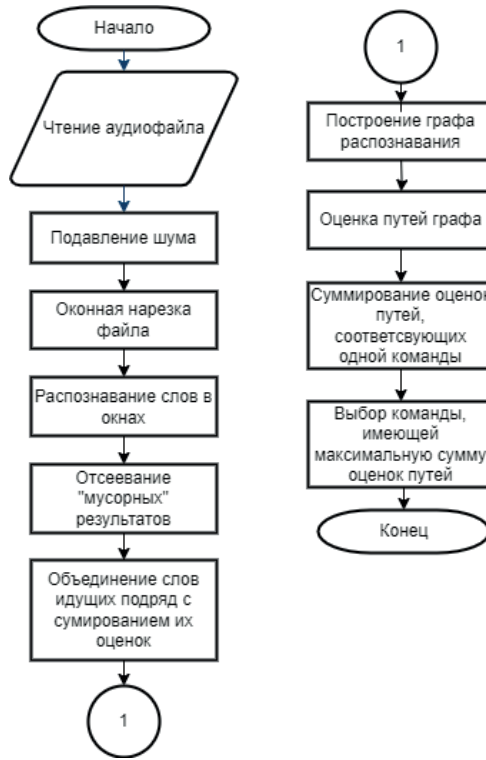 Начало
Чтение аудиофайла
Подавление шума
Оконная нарезка
файла
Распознавание слов в
окнах
Отсеевание
"мусорных"
результатов
Объединение слов
идущих подряд с
сумированием их
оценок
1
1
Построение графа
распознавания
Оценка путей графа
Суммирование оценок
путей,
соответсвующих
одной команды
Выбор команды,
имеющей
максимальную сумму
оценок путей
Конец